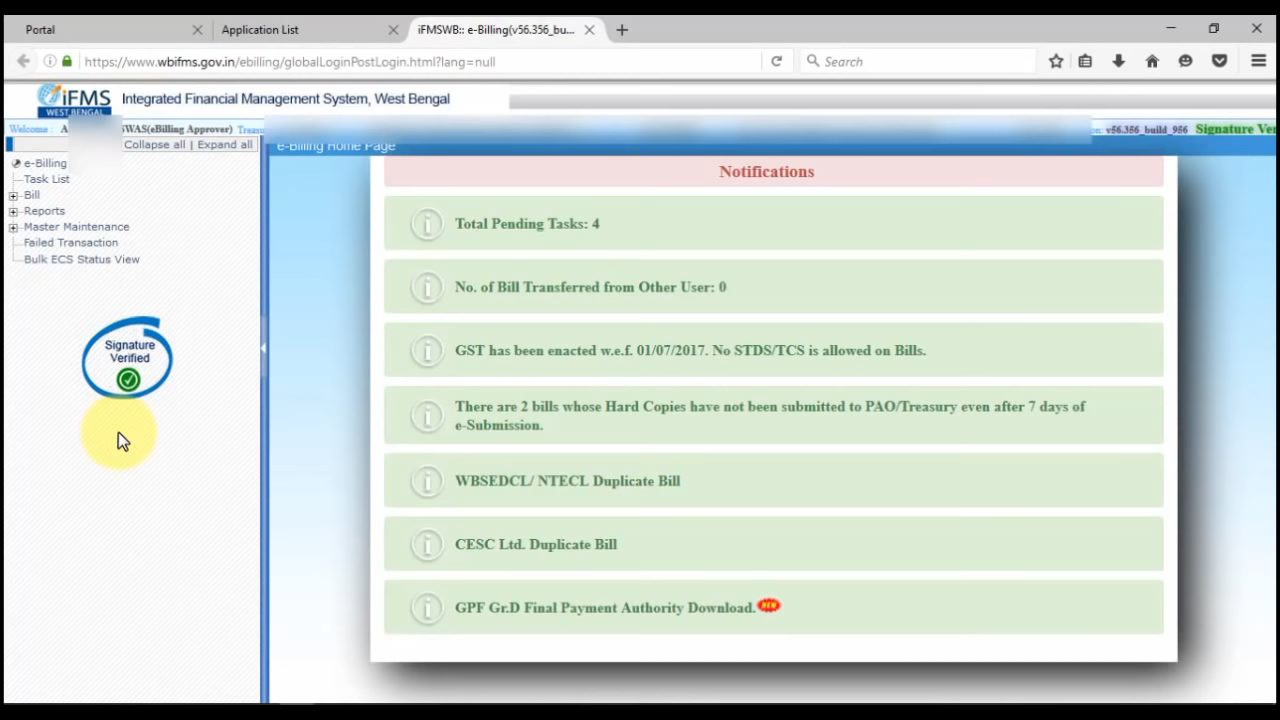 Portal
Application List
iFMSWB:: e-Billing(v56.356_bu...
https://www.wbifms.gov.in/ebilling/globalLoginPostLogin.html?lang=null
Search
iFMS
WEST BENGAL
Integrated Financial Management System, West Bengal
Welcome : A SWAS(eBilling Approver)
v56.356_build_956
Collapse all | Expand all
e-Billing Home Page
e-Billing
Task List
Bill
Reports
Master Maintenance
Failed Transaction
Bulk ECS Status View
Signature
Verified
Notifications
Total Pending Tasks: 4
No. of Bill Transferred from Other User: 0
GST has been enacted w.e.f. 01/07/2017. No STDS/TCS is allowed on Bills.
There are 2 bills whose Hard Copies have not been submitted to PAO/Treasury even after 7 days of
e-Submission.
WBSEDCL/ NTECL Duplicate Bill
CESC Ltd. Duplicate Bill
GPF Gr.D Final Payment Authority Download. NEW